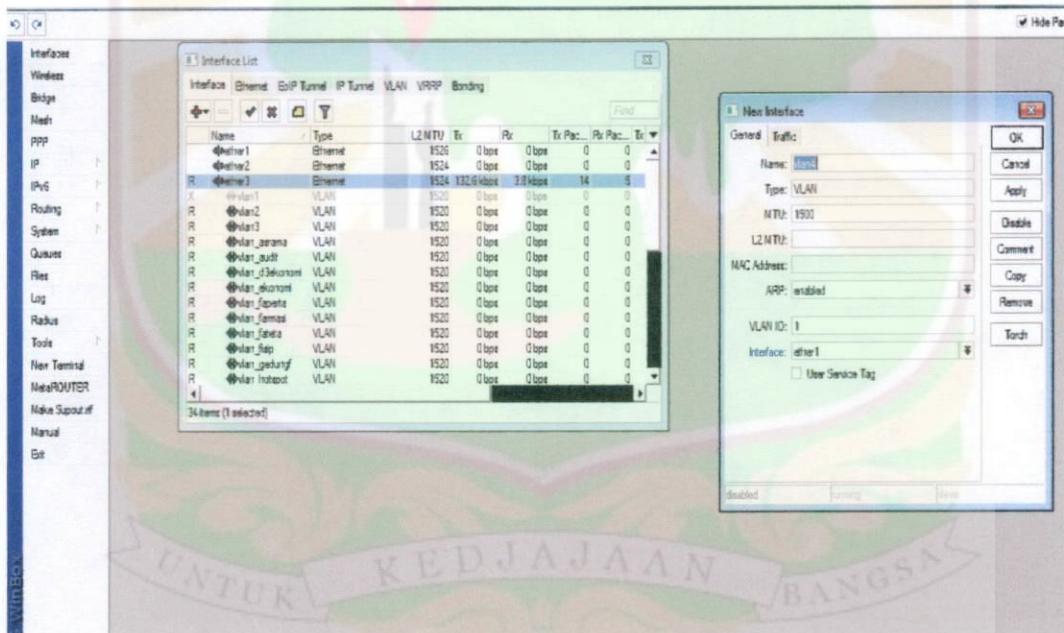 Hide Pa
Interfaces
Wireless
Bridge
Mesh
PPP
IP
IPv6
Routing
System
Queues
Files
Log
Radius
Tools
New Terminal
MetaROUTER
Make Supout.rif
Manual
Exit
WinBox
Interface List
Interface Ethernet EoIP Tunnel IP Tunnel VLAN VRRP Bonding
Find
Name Type L2 MTU Tx Rx Tx Pac... Rx Pac... Tx
ether1 Ethernet 1526 0 bps 0 bps 0 0
ether2 Ethernet 1524 0 bps 0 bps 0 0
R ether3 Ethernet 1524 132.6 kbps 3.8 kbps 14 5
X vlan1 VLAN 1520 0 bps 0 bps 0 0
R vlan2 VLAN 1520 0 bps 0 bps 0 0
R vlan3 VLAN 1520 0 bps 0 bps 0 0
R vlan_asrama VLAN 1520 0 bps 0 bps 0 0
R vlan_audit VLAN 1520 0 bps 0 bps 0 0
R vlan_d3ekonomi VLAN 1520 0 bps 0 bps 0 0
R vlan_ekonomi VLAN 1520 0 bps 0 bps 0 0
R vlan_faperta VLAN 1520 0 bps 0 bps 0 0
R vlan_farmasi VLAN 1520 0 bps 0 bps 0 0
R vlan_fateta VLAN 1520 0 bps 0 bps 0 0
R vlan_fisip VLAN 1520 0 bps 0 bps 0 0
R vlan_gedungf VLAN 1520 0 bps 0 bps 0 0
R vlan_hotspot VLAN 1520 0 bps 0 bps 0 0
34 items (1 selected)
New Interface
General Traffic
Name: vlan4
Type: VLAN
MTU: 1500
L2 MTU:
MAC Address:
ARP: enabled
VLAN ID: 1
Interface: ether1
User Service Tag
OK
Cancel
Apply
Disable
Comment
Copy
Remove
Torch
disabled running slave
UNTUK KEDJAJAAN BANGSA